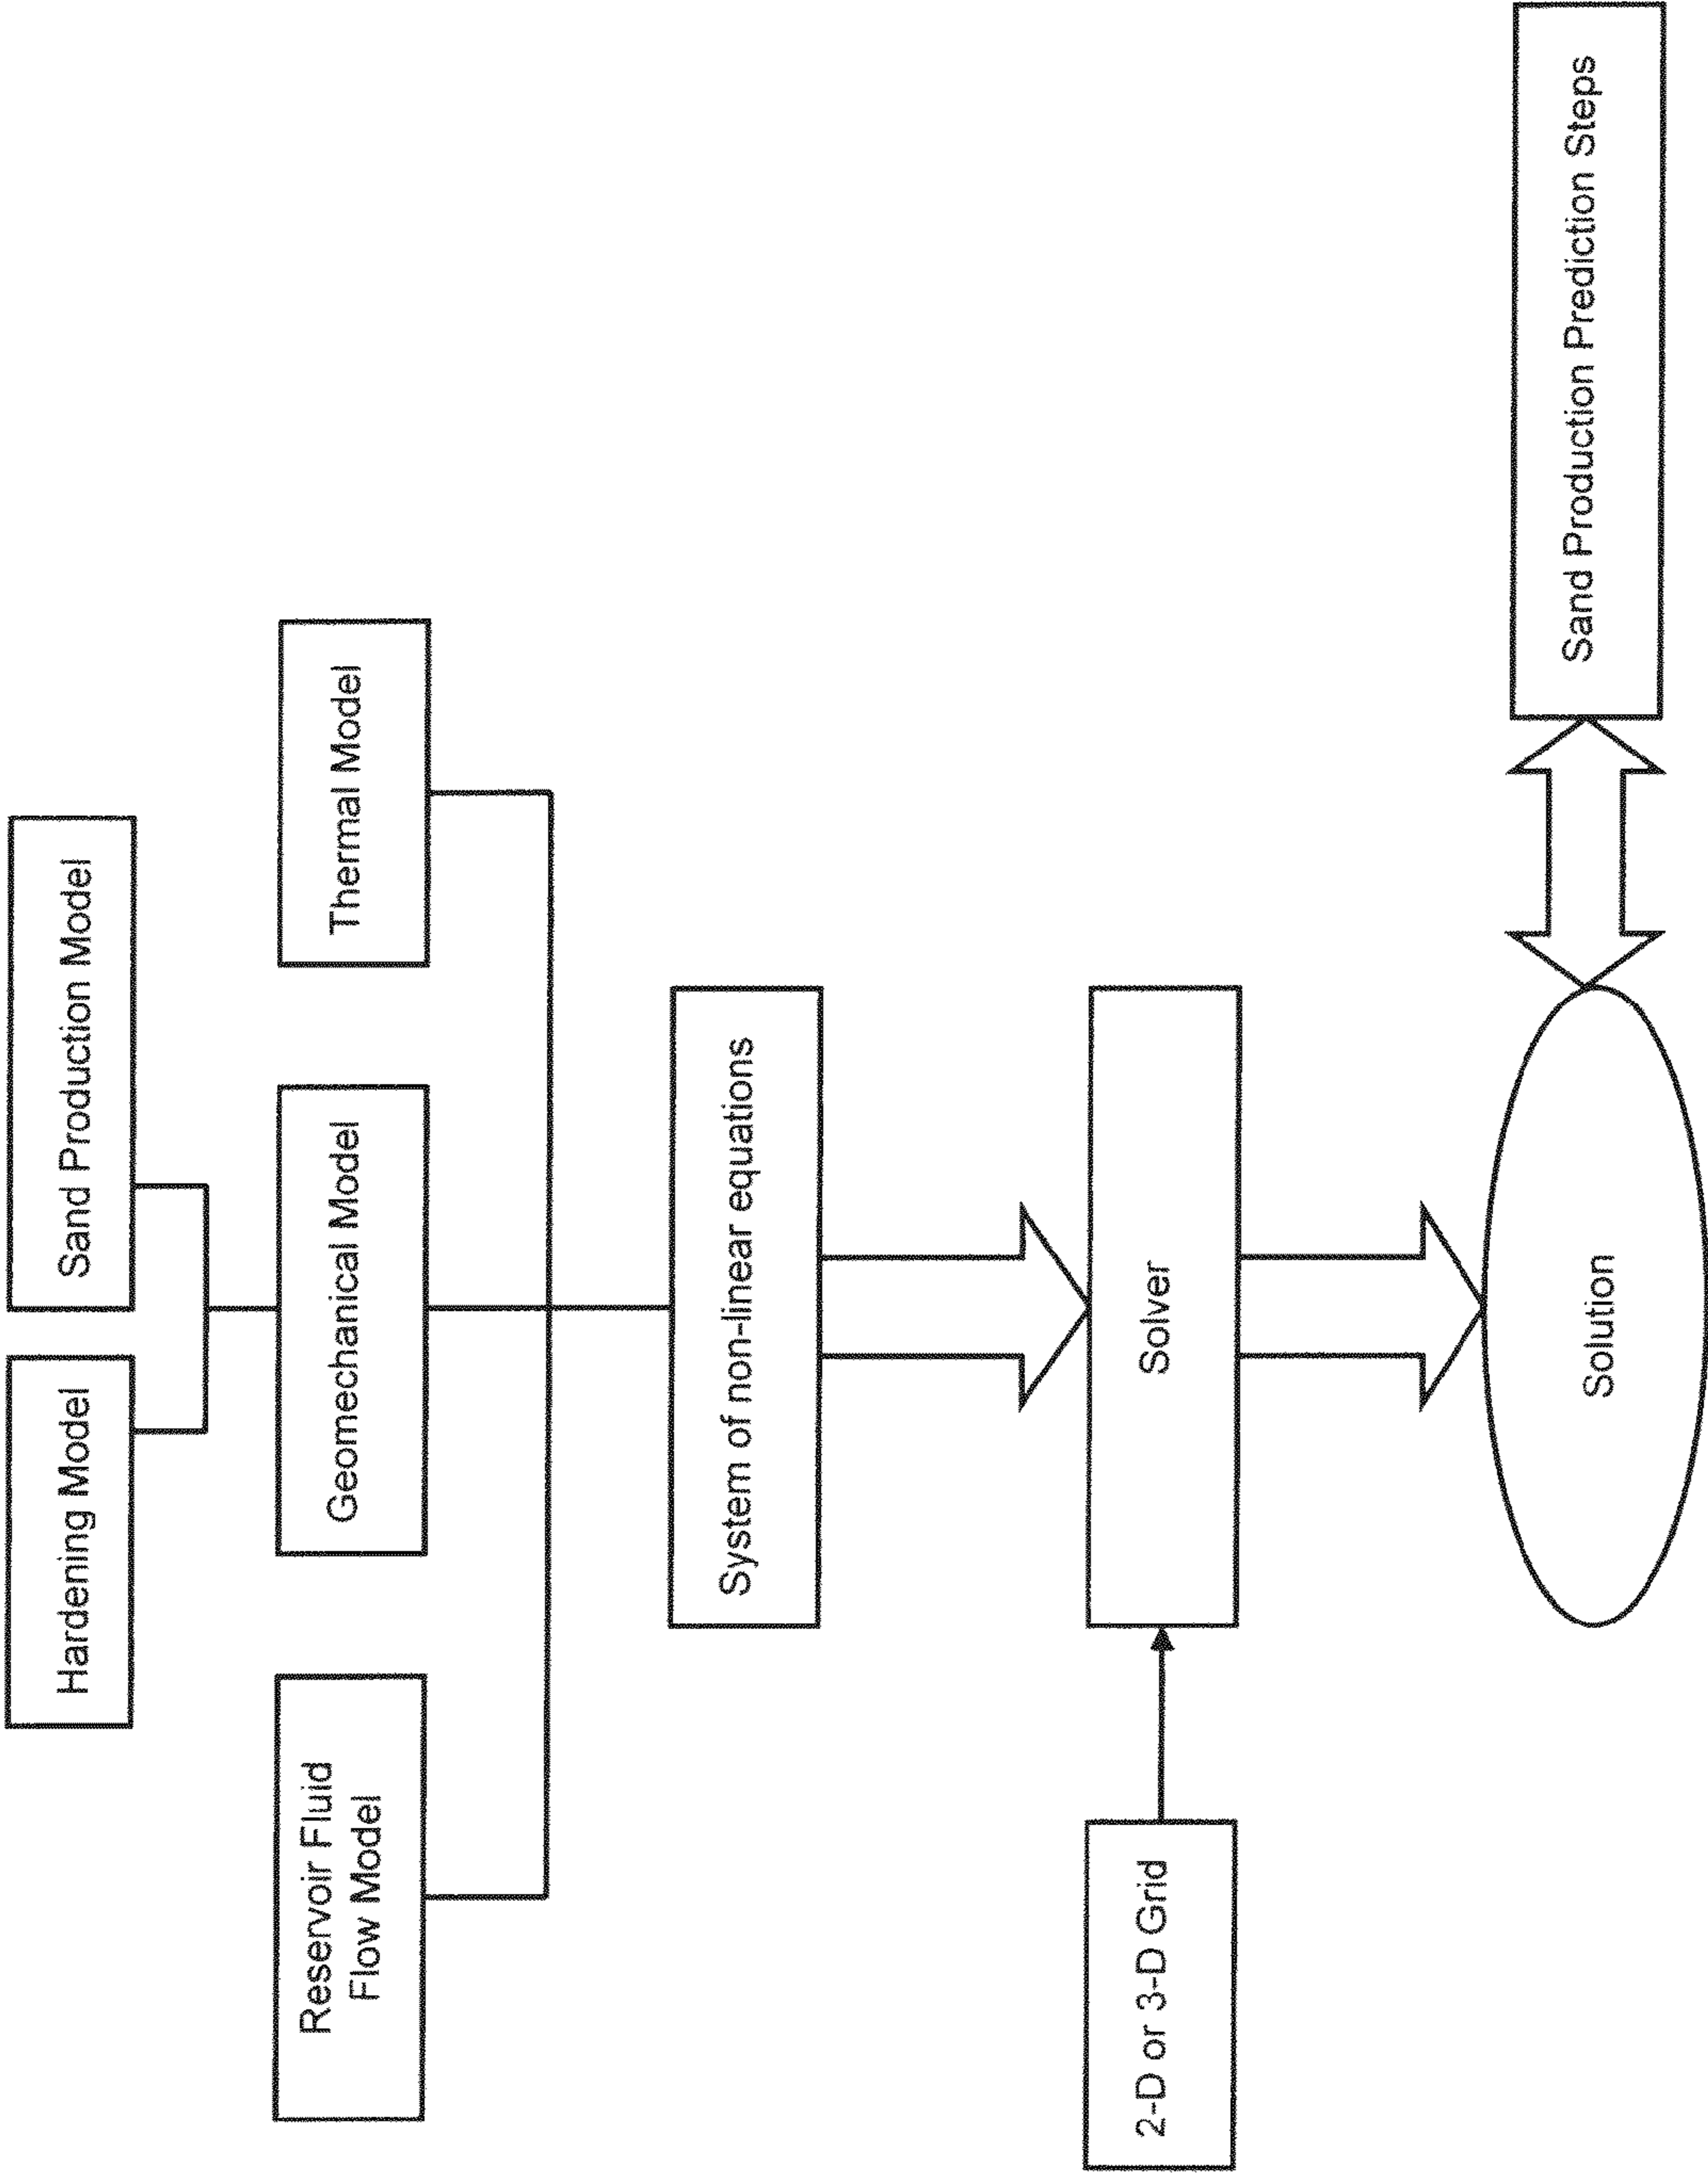 Hardening Model
Sand Production Model
Reservoir Fluid
Flow Model
Geomechanical Model
Thermal Model
System of non-linear equations
2-D or 3-D Grid
Solver
Solution
Sand Production Prediction Steps